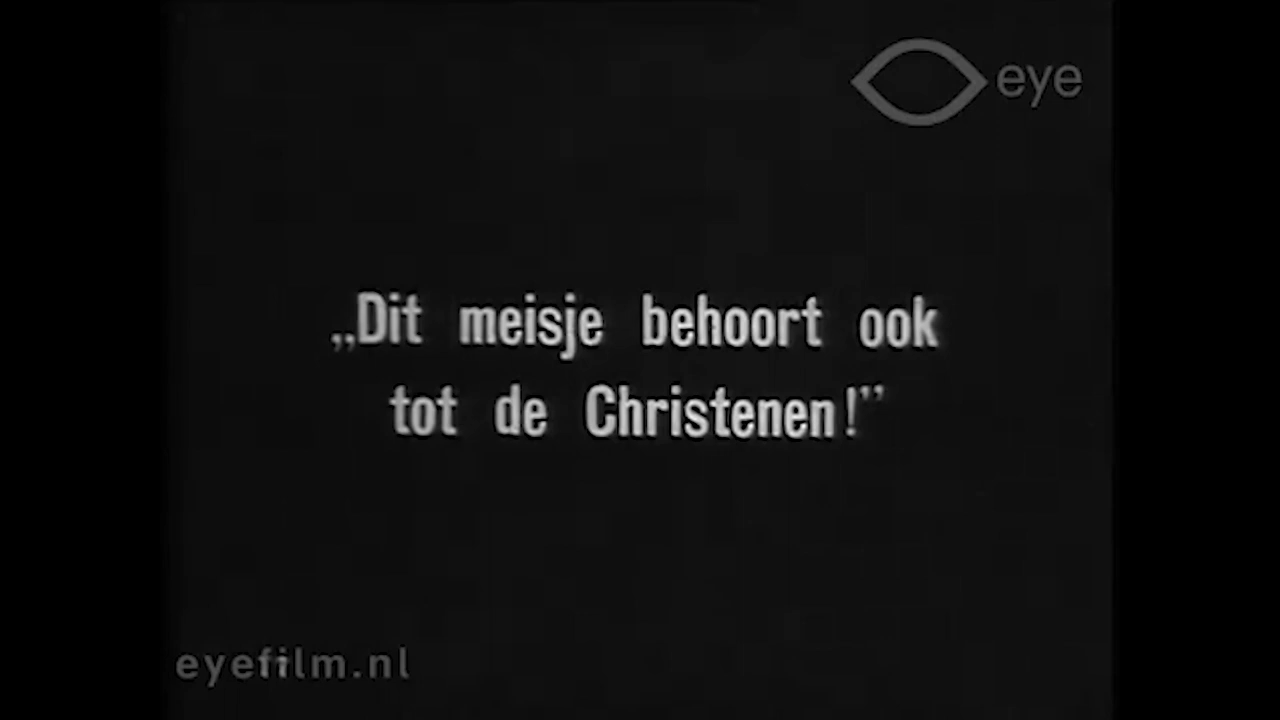 eye
„Dit meisje behoort ook
tot de Christenen!”
eyefilm.nl